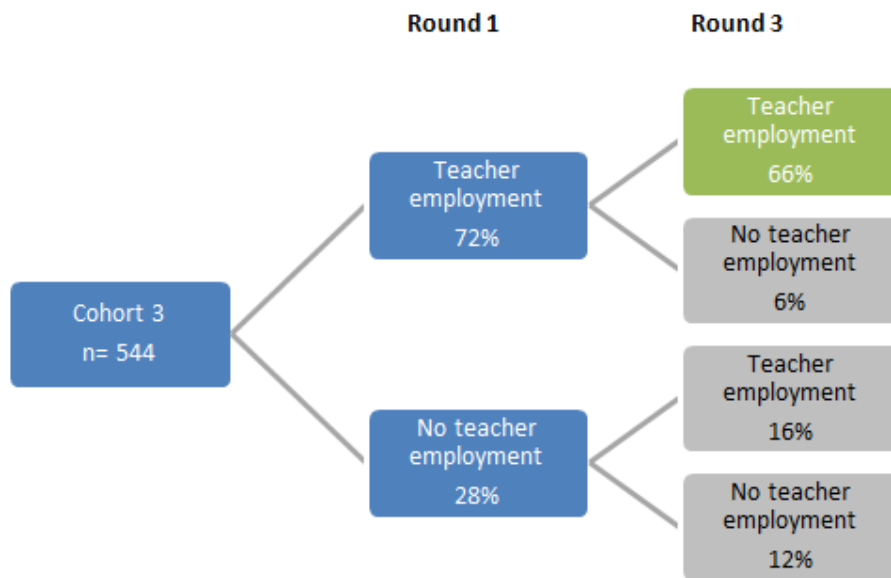 Round 1
Round 3
Teacher
employment
66%
Teacher
employment
72%
No teacher
employment
6%
Cohort 3
n= 544
Teacher
employment
16%
No teacher
employment
28%
No teacher
employment
12%